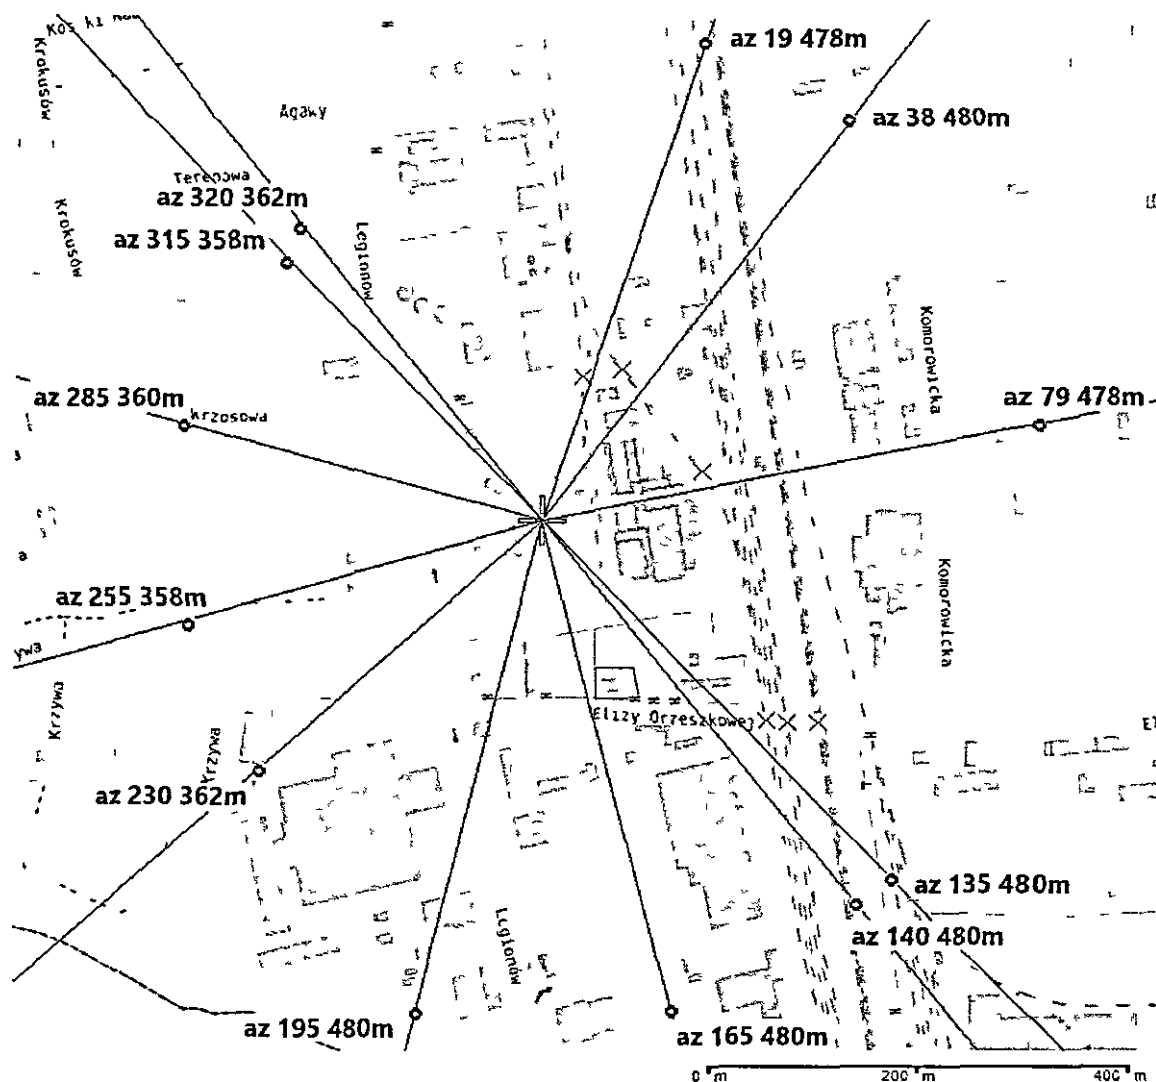 Krokusów
az 19 478m
Agawy
az 38 480m
Terenowa
az 320 362m
Krokusów
Legionów
az 315 358m
Komorowicka
az 285 360m
krzosowa
az 79 478m
Komorowicka
az 255 358m
ywa
Krzywa
Elizy Orzeszkowej
El
Krzywa
az 230 362m
az 135 480m
Legionów
az 140 480m
az 195 480m
az 165 480m
0 m 200 m 400 m